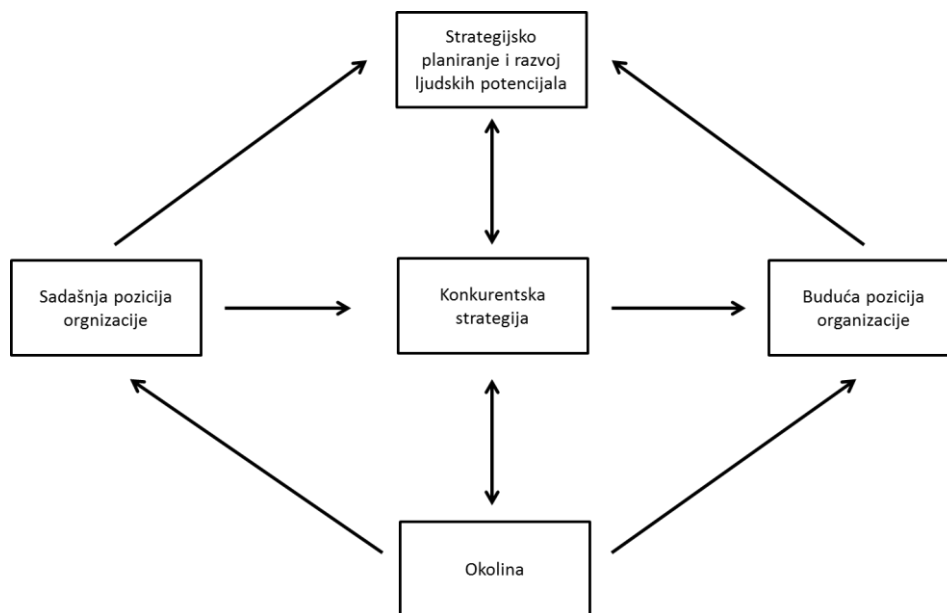 Strategijsko
planiranje i razvoj
ljudskih potencijala
Sadašnja pozicija
orgnizacije
Konkurentska
strategija
Buduća pozicija
organizacije
Okolina